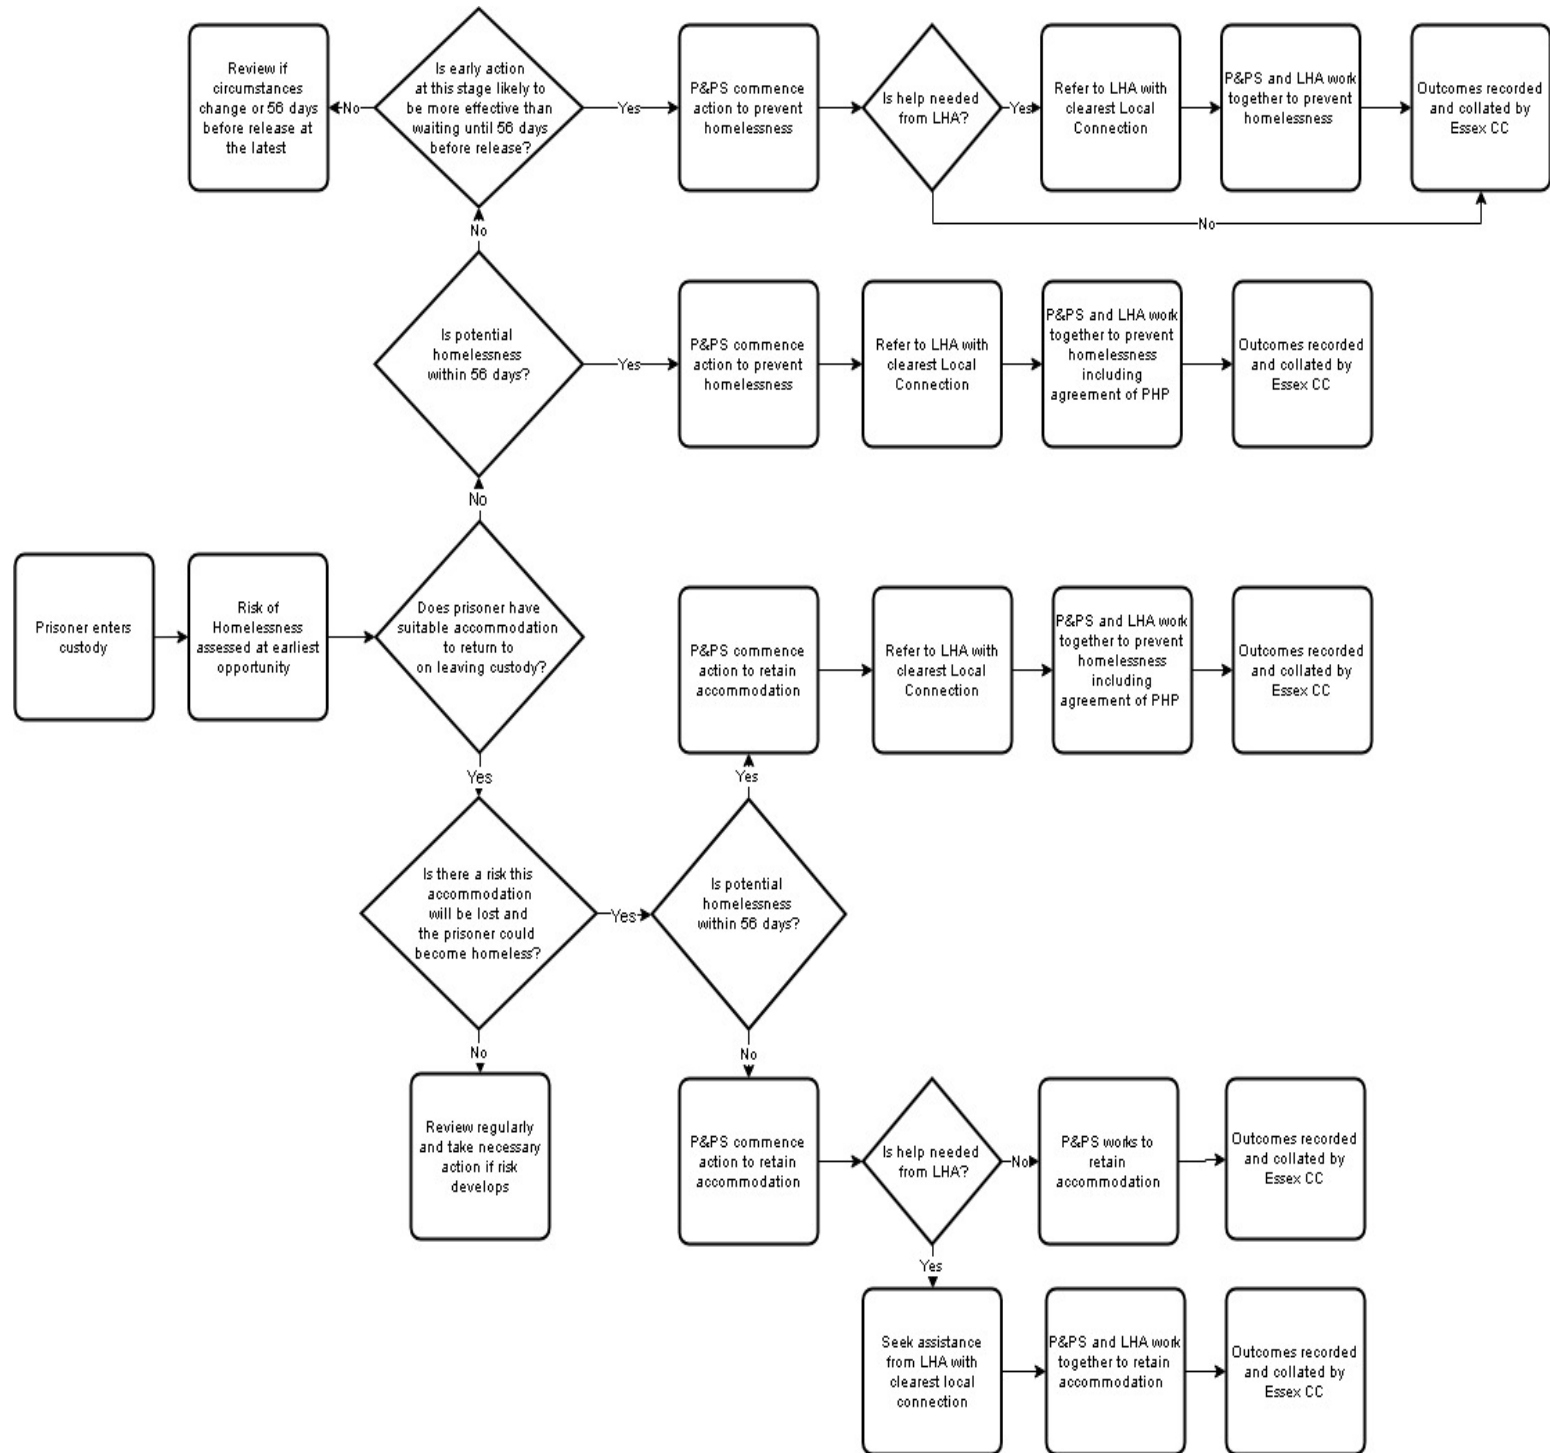 Review if
circumstances
change or 56 days
before release at
the latest
No
Is early action
at this stage likely to
be more effective than
waiting until 56 days
before release?
Yes
P&PS commence
action to prevent
homelessness
Is help needed
from LHA?
Yes
Refer to LHA with
clearest Local
Connection
P&PS and LHA work
together to prevent
homelessness
Outcomes recorded
and collated by
Essex CC
No
No
Is potential
homelessness
within 56 days?
Yes
P&PS commence
action to prevent
homelessness
Refer to LHA with
clearest Local
Connection
P&PS and LHA work
together to prevent
homelessness
including
agreement of PHP
Outcomes recorded
and collated by
Essex CC
No
Prisoner enters
custody
Risk of
Homelessness
assessed at earliest
opportunity
Does prisoner have
suitable accommodation
to return to
on leaving custody?
P&PS commence
action to retain
accommodation
Refer to LHA with
clearest Local
Connection
P&PS and LHA work
together to prevent
homelessness
including
agreement of PHP
Outcomes recorded
and collated by
Essex CC
Yes
Yes
Is there a risk this
accommodation
will be lost and
the prisoner could
become homeless?
Yes
Is potential
homelessness
within 56 days?
No
No
Review regularly
and take necessary
action if risk
develops
P&PS commence
action to retain
accommodation
Is help needed
from LHA?
No
P&PS works to
retain
accommodation
Outcomes recorded
and collated by
Essex CC
Yes
Seek assistance
from LHA with
clearest local
connection
P&PS and LHA work
together to retain
accommodation
Outcomes recorded
and collated by
Essex CC